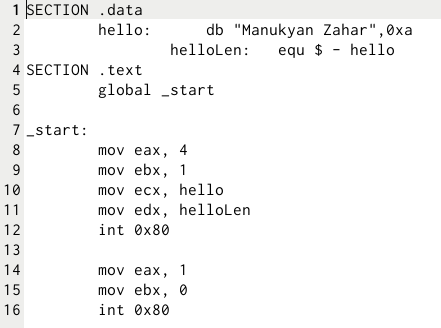 1 SECTION .data
2 hello: db "Manukyan Zahar",0xa
3 helloLen: equ $ - hello
4 SECTION .text
5 global _start
6
7 _start:
8 mov eax, 4
9 mov ebx, 1
10 mov ecx, hello
11 mov edx, helloLen
12 int 0x80
13
14 mov eax, 1
15 mov ebx, 0
16 int 0x80